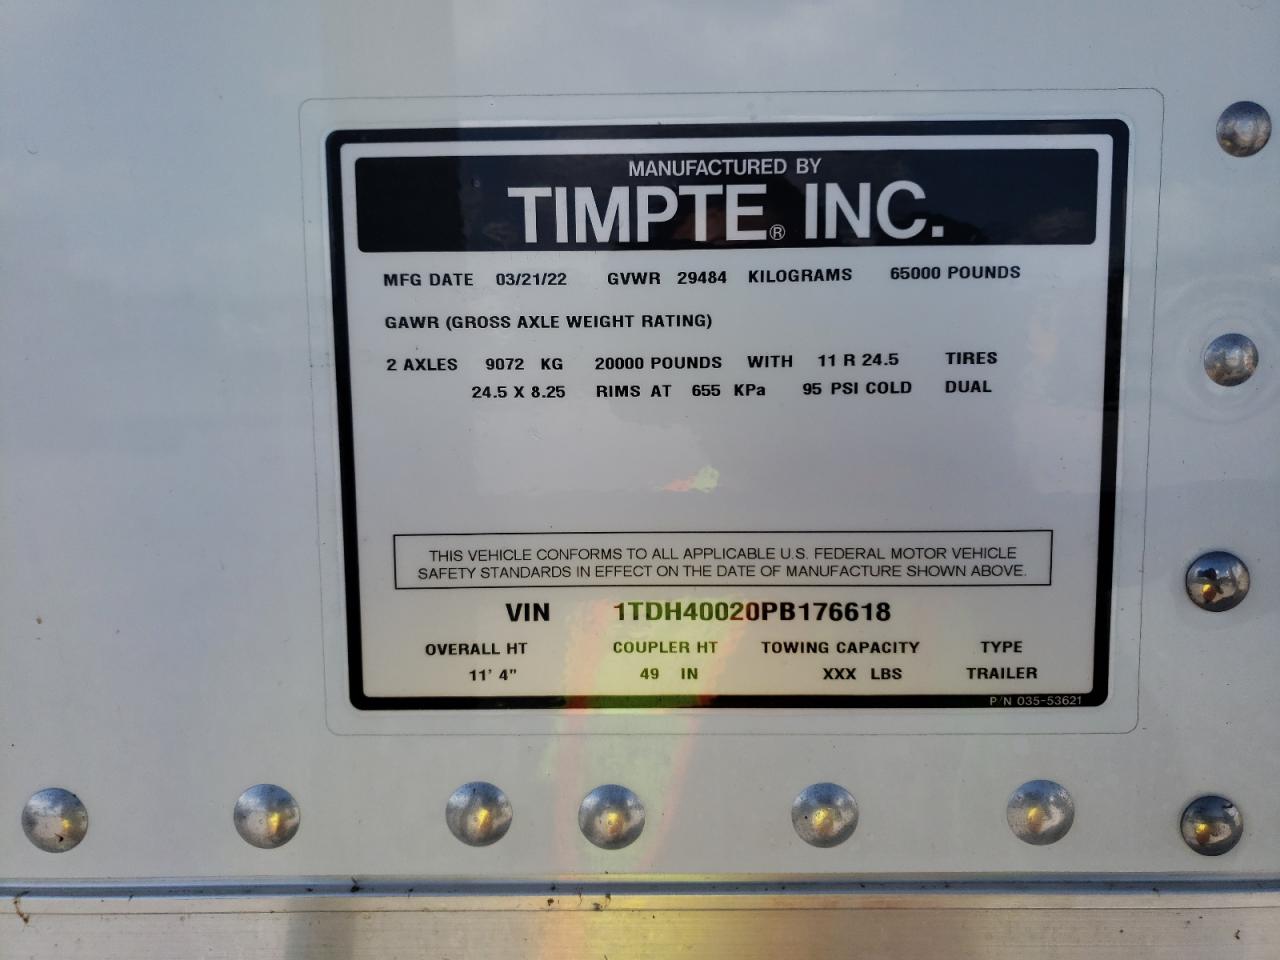 MANUFACTURED BY
TIMPTE® INC.
MFG DATE 03/21/22 GVWR 29484 KILOGRAMS 65000 POUNDS
GAWR (GROSS AXLE WEIGHT RATING)
2 AXLES 9072 KG 20000 POUNDS WITH 11 R 24.5 TIRES
24.5 X 8.25 RIMS AT 655 KPa 95 PSI COLD DUAL
THIS VEHICLE CONFORMS TO ALL APPLICABLE U.S. FEDERAL MOTOR VEHICLE
SAFETY STANDARDS IN EFFECT ON THE DATE OF MANUFACTURE SHOWN ABOVE.
VIN 1TDH40020PB176618
OVERALL HT COUPLER HT TOWING CAPACITY TYPE
11' 4" 49 IN XXX LBS TRAILER
P/N 035-53621